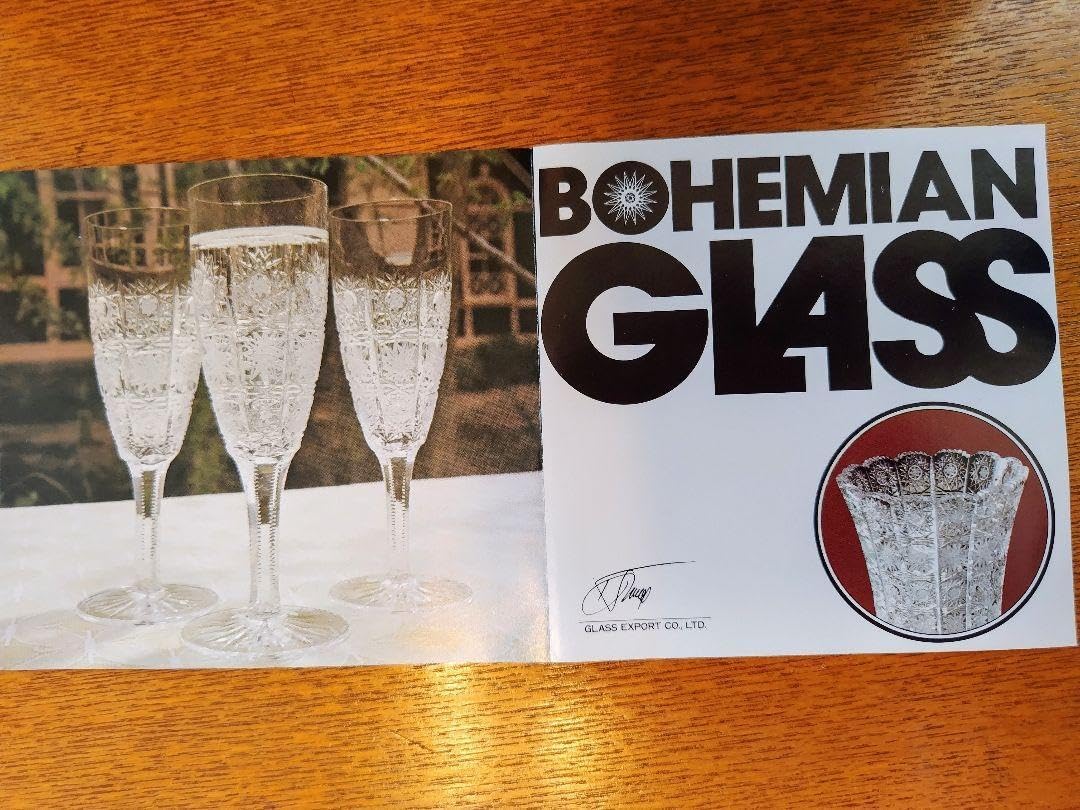 BOHEMIAN
GLASS
GLASS EXPORT CO., LTD.